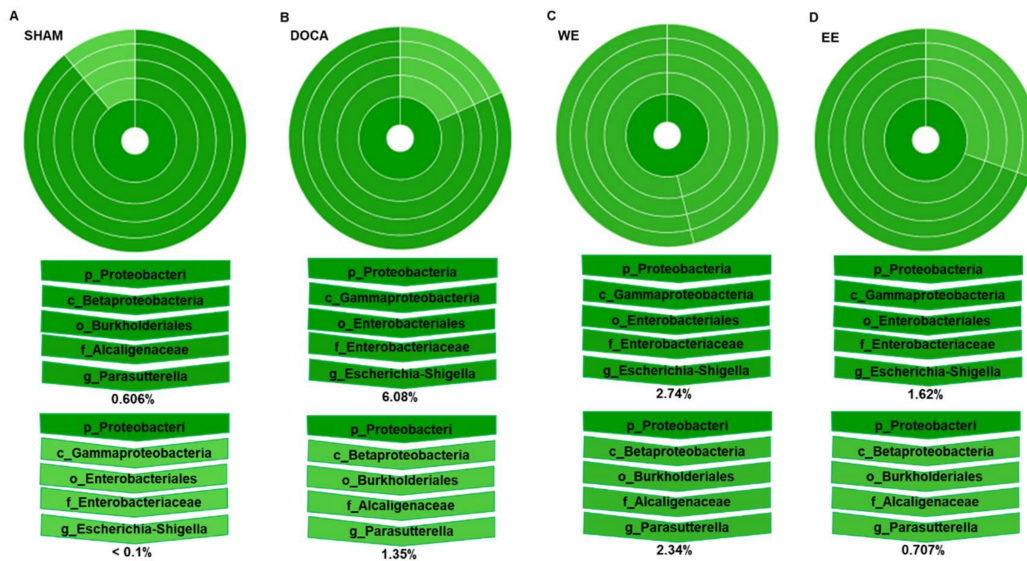 A
SHAM
B
DOCA
C
WE
D
EE
p_Proteobacteri
c_Betaproteobacteria
o_Burkholderiales
f_Alcaligenaceae
g_Parasutterella
0.606%
p_Proteobacteri
c_Gammaproteobacteria
o_Enterobacteriales
f_Enterobacteriaceae
g_Escherichia-Shigella
< 0.1%
p_Proteobacteria
c_Gammaproteobacteria
o_Enterobacteriales
f_Enterobacteriaceae
g_Escherichia-Shigella
6.08%
p_Proteobacteri
c_Betaproteobacteria
o_Burkholderiales
f_Alcaligenaceae
g_Parasutterella
1.35%
p_Proteobacteria
c_Gammaproteobacteria
o_Enterobacteriales
f_Enterobacteriaceae
g_Escherichia-Shigella
2.74%
p_Proteobacteri
c_Betaproteobacteria
o_Burkholderiales
f_Alcaligenaceae
g_Parasutterella
2.34%
p_Proteobacteria
c_Gammaproteobacteria
o_Enterobacteriales
f_Enterobacteriaceae
g_Escherichia-Shigella
1.62%
p_Proteobacteri
c_Betaproteobacteria
o_Burkholderiales
f_Alcaligenaceae
g_Parasutterella
0.707%